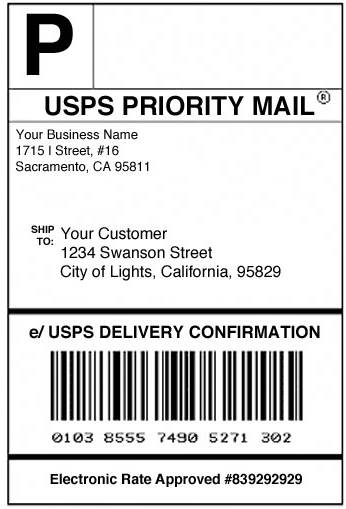 P
USPS PRIORITY MAIL®
Your Business Name
1715 I Street, #16
Sacramento, CA 95811
SHIP TO: Your Customer
1234 Swanson Street
City of Lights, California, 95829
e/ USPS DELIVERY CONFIRMATION
0103 8555 7490 5271 302
Electronic Rate Approved #839292929